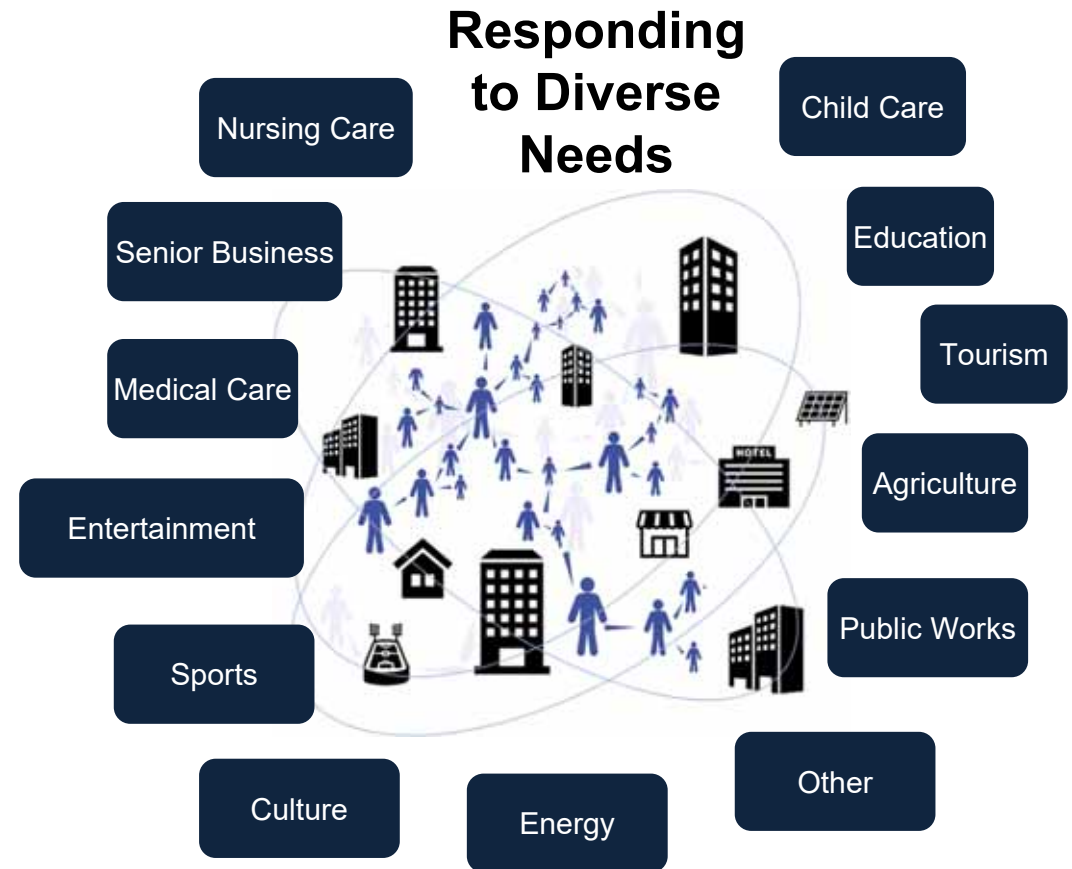 Responding
to Diverse
Needs
Nursing Care
Child Care
Senior Business
Education
Tourism
Medical Care
HOTEL
Agriculture
Entertainment
Public Works
Sports
Other
Culture
Energy